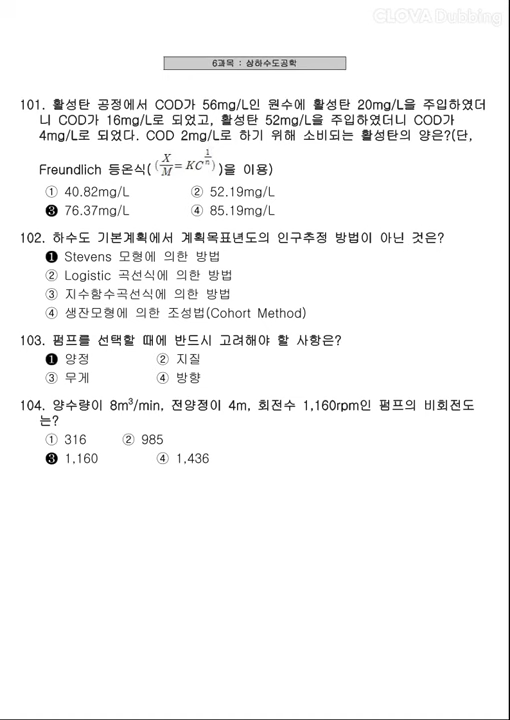 CLOVA Dubbing
6과목 : 상하수도공학
101. 활성탄 공정에서 COD가 56mg/L인 원수에 활성탄 20mg/L을 주입하였더
니 COD가 16mg/L로 되었고, 활성탄 52mg/L을 주입하였더니 COD가
4mg/L로 되었다. COD 2mg/L로 하기 위해 소비되는 활성탄의 양은?(단,
Freundlich 등온식( (X/M = KC^(1/n)) )을 이용)
① 40.82mg/L ② 52.19mg/L
❸ 76.37mg/L ④ 85.19mg/L
102. 하수도 기본계획에서 계획목표년도의 인구추정 방법이 아닌 것은?
❶ Stevens 모형에 의한 방법
② Logistic 곡선식에 의한 방법
③ 지수함수곡선식에 의한 방법
④ 생잔모형에 의한 조성법(Cohort Method)
103. 펌프를 선택할 때에 반드시 고려해야 할 사항은?
❶ 양정 ② 지질
③ 무게 ④ 방향
104. 양수량이 8m³/min, 전양정이 4m, 회전수 1,160rpm인 펌프의 비회전도
는?
① 316 ② 985
❸ 1,160 ④ 1,436